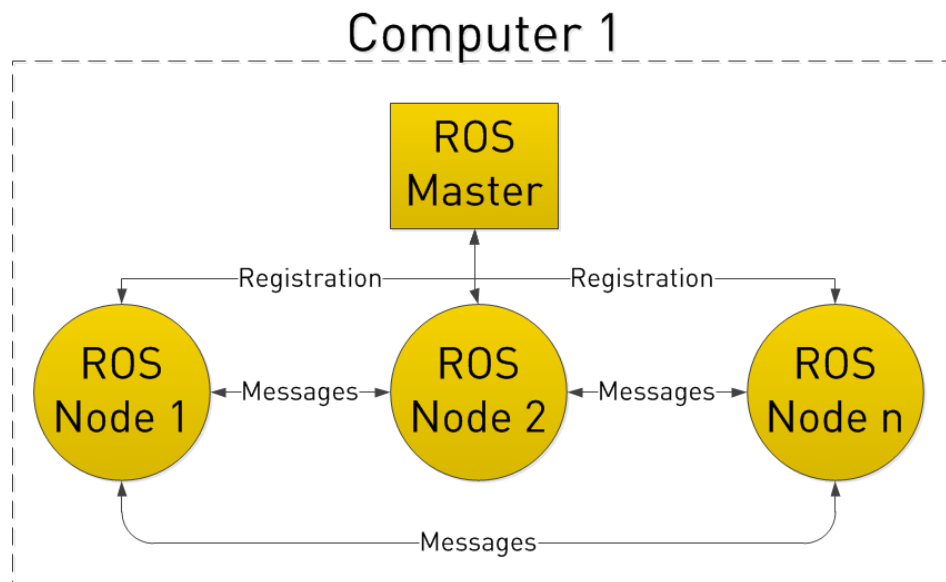 Computer 1
ROS
Master
Registration
Registration
ROS
Node 1
Messages
ROS
Node 2
Messages
ROS
Node n
Messages